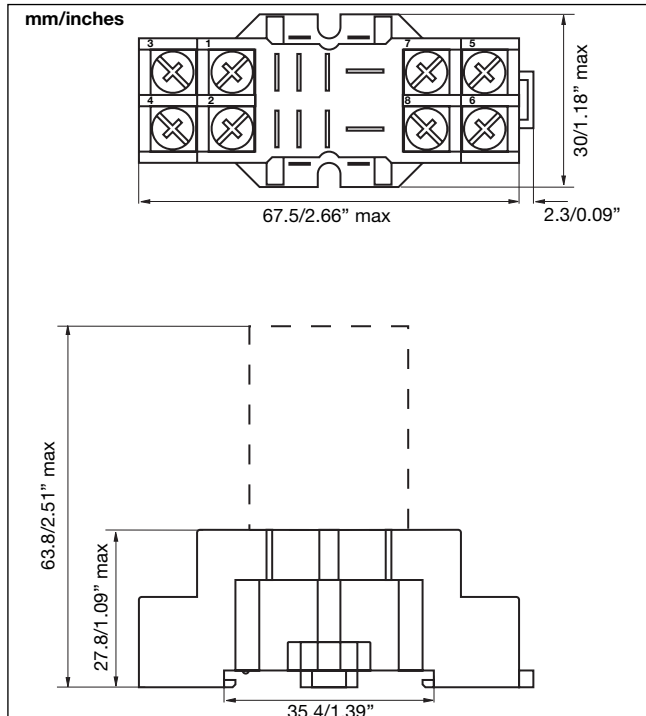 mm/inches
3 1 7 5
4 2 8 6
30/1.18” max
67.5/2.66” max
2.3/0.09”
63.8/2.51” max
27.8/1.09” max
35.4/1.39”